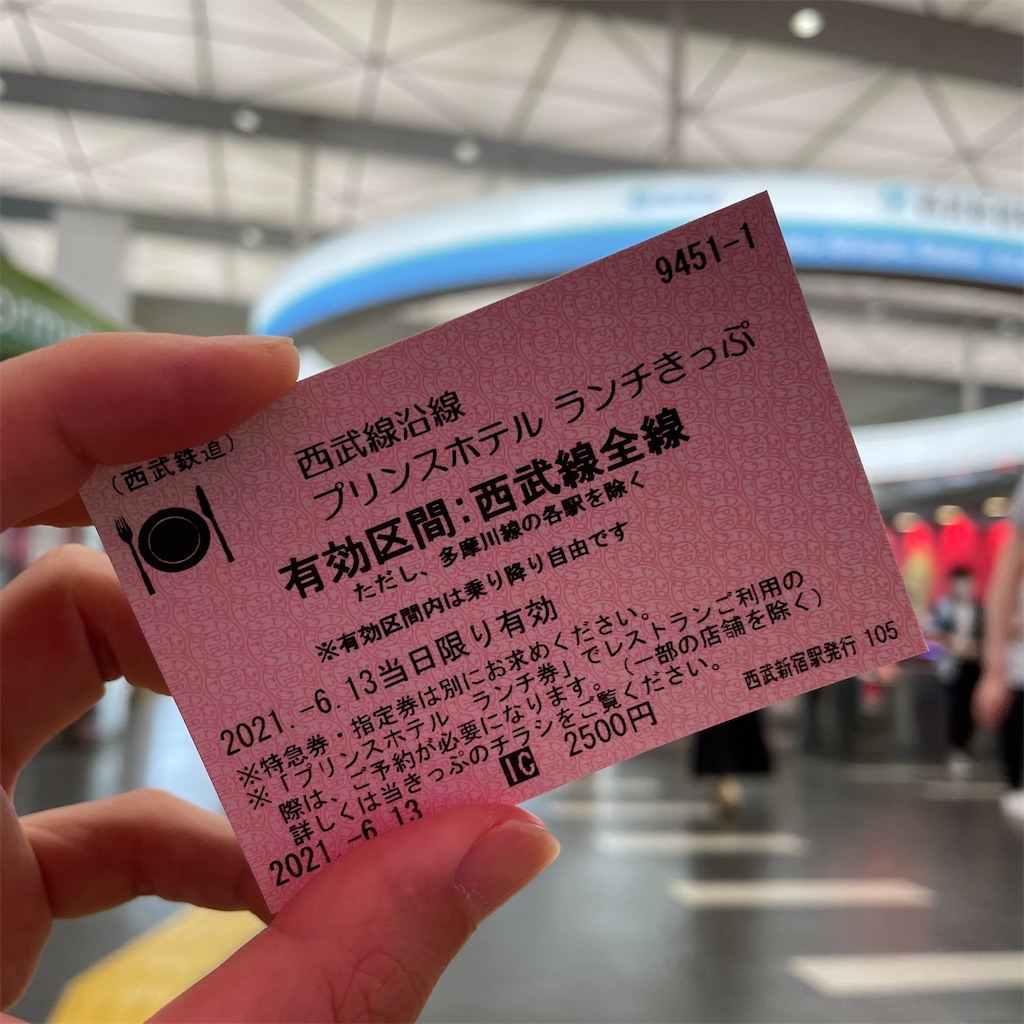 9451-1
(西武鉄道)
西武線沿線
プリンスホテル ランチきっぷ
有効区間:西武線全線
ただし、多摩川線の各駅を除く
※有効区間内は乗り降り自由です
2021.-6.13当日限り有効
※特急券・指定券は別にお求めください。
※「プリンスホテル ランチ券」でレストランご利用の
際は、ご予約が必要になります。(一部の店舗を除く)
詳しくは当きっぷのチラシをご覧ください。
2021.-6.13
IC
2500円
西武新宿駅発行 105